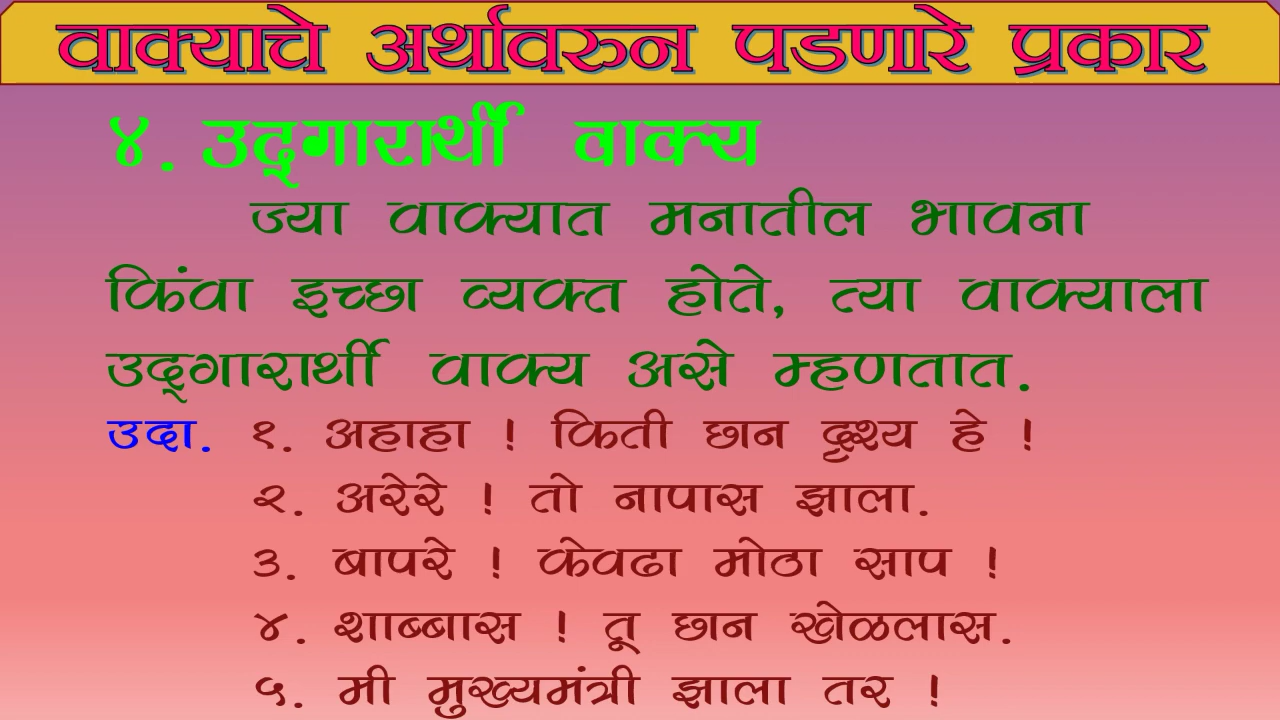 वाक्याचे अर्थावरुन पडणारे प्रकार
४. उद्‌गारार्थी वाक्य
ज्या वाक्यात मनातील भावना
किंवा इच्छा व्यक्त होते, त्या वाक्याला
उद्‌गारार्थी वाक्य असे म्हणतात.
उदा. १. अहाहा ! किती छान दृश्य हे !
२. अरेरे ! तो नापास झाला.
३. बापरे ! केवढा मोठा साप !
४. शाब्बास ! तू छान खेळलास.
५. मी मुख्यमंत्री झाला तर !